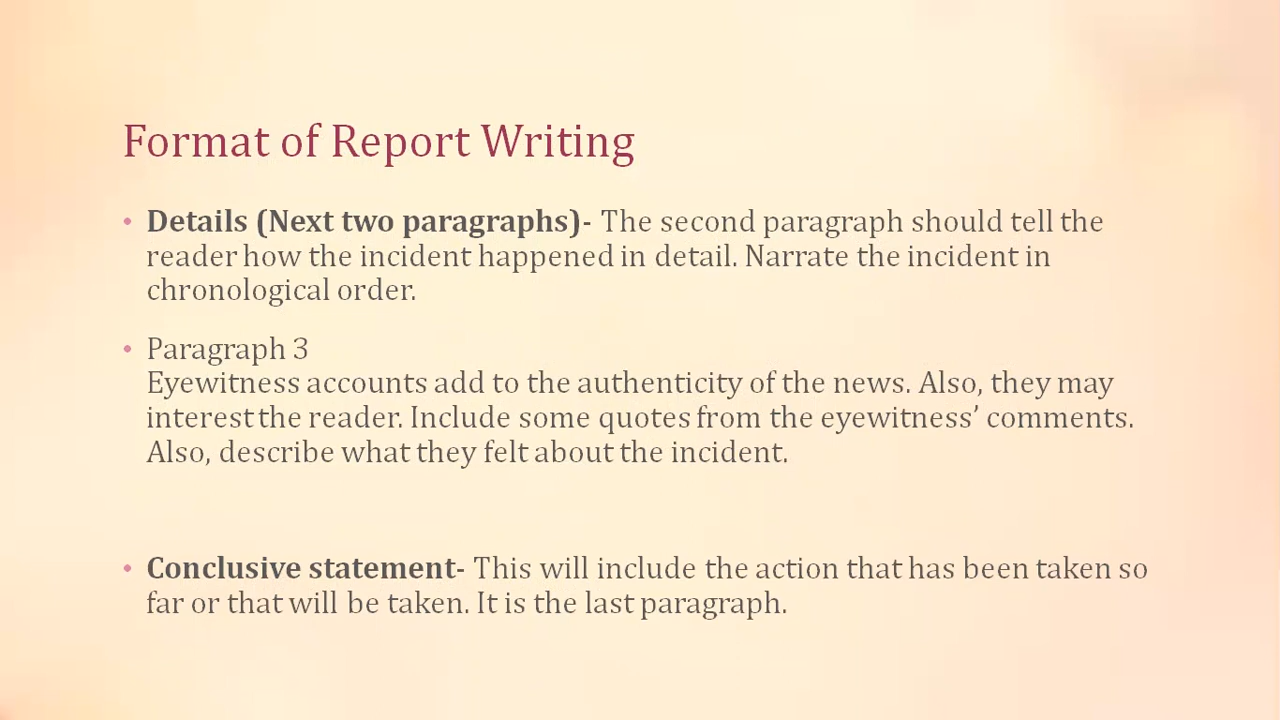 Format of Report Writing
• Details (Next two paragraphs)- The second paragraph should tell the
reader how the incident happened in detail. Narrate the incident in
chronological order.
• Paragraph 3
Eyewitness accounts add to the authenticity of the news. Also, they may
interest the reader. Include some quotes from the eyewitness’ comments.
Also, describe what they felt about the incident.
• Conclusive statement- This will include the action that has been taken so
far or that will be taken. It is the last paragraph.